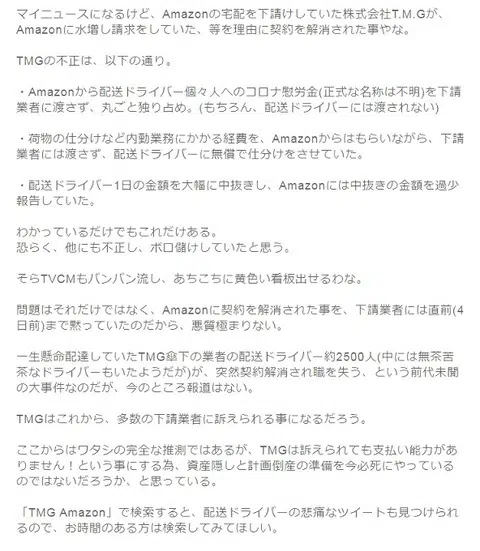 マイニュースになるけど、Amazonの宅配を下請けしていた株式会社T.M.Gが、
Amazonに水増し請求をしていた、等を理由に契約を解消された事やな。
TMGの不正は、以下の通り。
・Amazonから配送ドライバー個々人へのコロナ慰労金(正式な名称は不明)を下請
業者に渡さず、丸ごと独り占め。(もちろん、配送ドライバーには渡されない)
・荷物の仕分けなど内勤業務にかかる経費を、Amazonからはもらいながら、下請
業者には渡さず、配送ドライバーに無償で仕分けをさせていた。
・配送ドライバー1日の金額を大幅に中抜きし、Amazonには中抜きの金額を過少
報告していた。
わかっているだけでもこれだけある。
恐らく、他にも不正し、ボロ儲けしていたと思う。
そらTVCMもバンバン流し、あちこちに黄色い看板出せるわな。
問題はそれだけではなく、Amazonに契約を解消された事を、下請業者には直前(4
日前)まで黙っていたのだから、悪質極まりない。
一生懸命配達していたTMG傘下の業者の配送ドライバー約2500人(中には無茶苦
茶なドライバーもいたようだが)が、突然契約解消され職を失う、という前代未聞
の大事件なのだが、今のところ報道はない。
TMGはこれから、多数の下請業者に訴えられる事になるだろう。
ここからはワタシの完全な推測ではあるが、TMGは訴えられても支払い能力があ
りません！という事にする為、資産隠しと計画倒産の準備を今必死にやっている
のではないだろうか、と思っている。
「TMG Amazon」で検索すると、配送ドライバーの悲痛なツイートも見つけられ
るので、お時間のある方は検索してみてほしい。